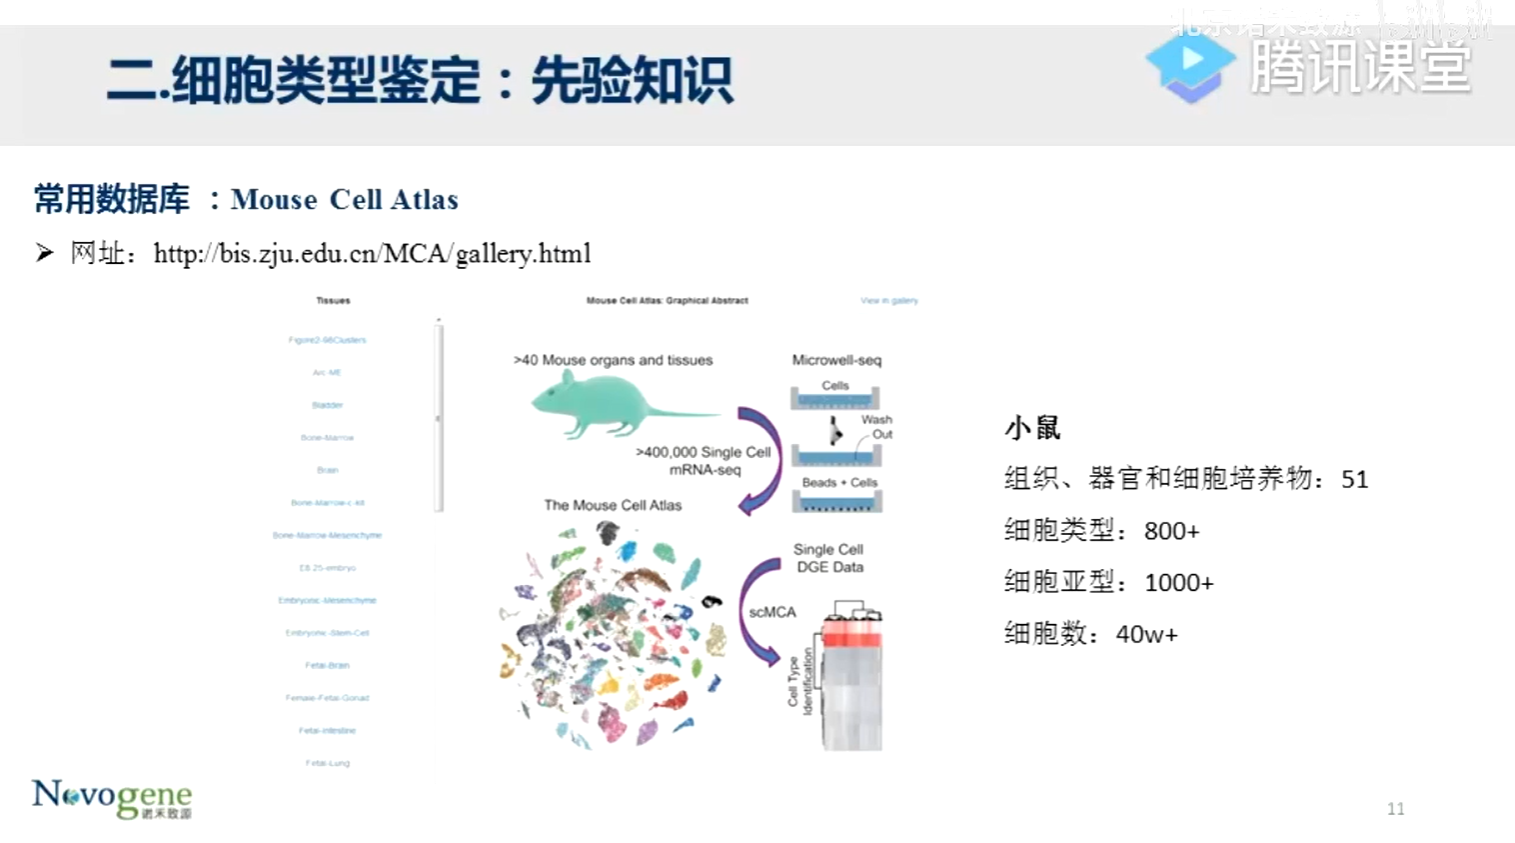 北京诺禾致源
腾讯课堂
二.细胞类型鉴定：先验知识
常用数据库 ：Mouse Cell Atlas
➢ 网址：http://bis.zju.edu.cn/MCA/gallery.html
Tissues
Figure2-98Clusters
Arc-ME
Bladder
Bone-Marrow
Brain
Bone-Marrow-c-kit
Bone-Marrow-Mesenchyme
E8.25-embryo
Embryonic-Mesenchyme
Embryonic-Stem-Cell
Fetal-Brain
Female-Fetal-Gonad
Fetal-Intestine
Fetal-Lung
Mouse Cell Atlas: Graphical Abstract
View in gallery
>40 Mouse organs and tissues
Microwell-seq
Cells
Wash
Out
>400,000 Single Cell
mRNA-seq
Beads + Cells
The Mouse Cell Atlas
Single Cell
DGE Data
scMCA
Cell Type
Identification
小鼠
组织、器官和细胞培养物：51
细胞类型：800+
细胞亚型：1000+
细胞数：40w+
Novogene
诺禾致源
11